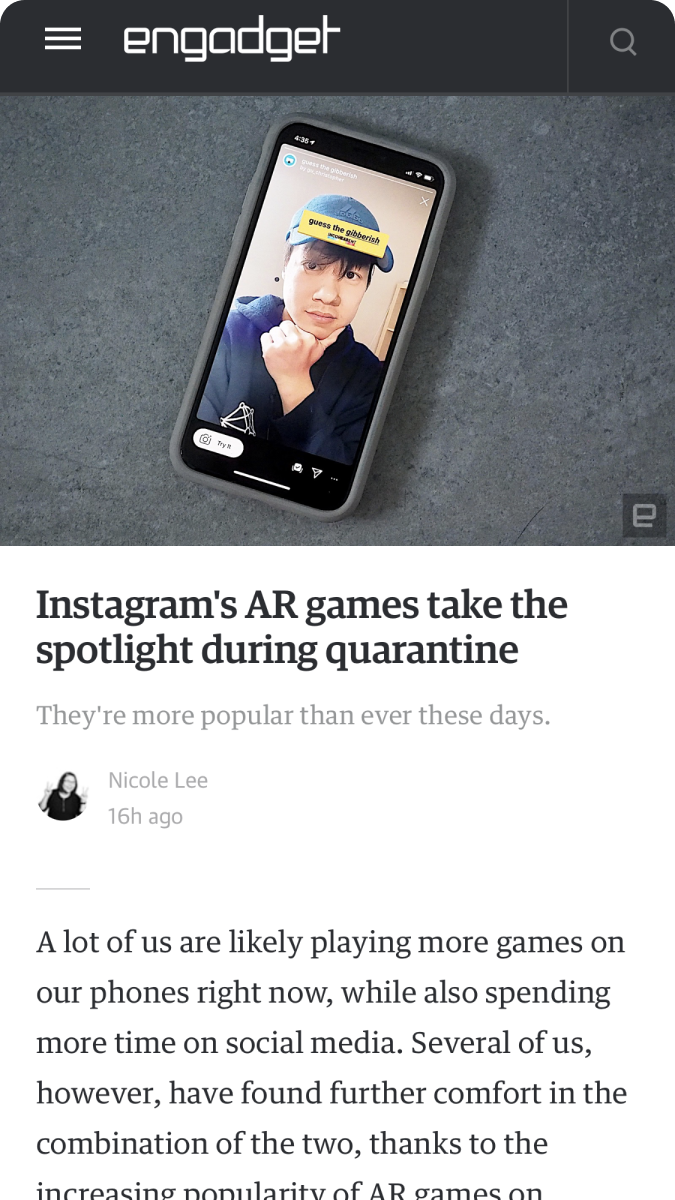 engadget
4:35
guess the gibberish
guess the gibberish
Try It
Instagram's AR games take the
spotlight during quarantine
They're more popular than ever these days.
Nicole Lee
16h ago
A lot of us are likely playing more games on
our phones right now, while also spending
more time on social media. Several of us,
however, have found further comfort in the
combination of the two, thanks to the
increasing popularity of AR games on